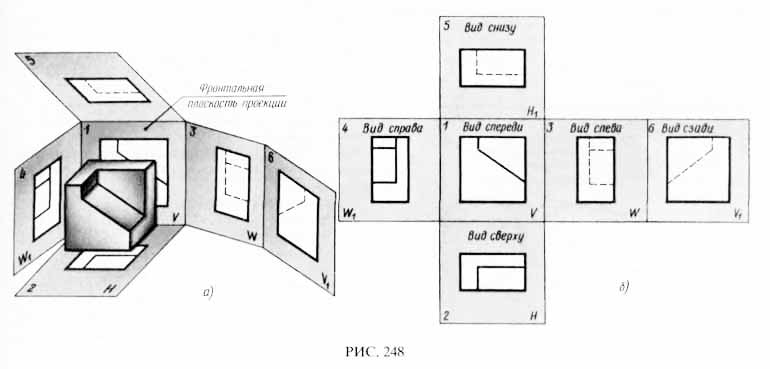 5
Фронтальная
плоскость проекции
1
3
4
6
V
W
W₁
V₁
2
H
а)
5
Вид снизу
H₁
4
Вид справа
1
Вид спереди
3
Вид слева
6
Вид сзади
W₁
V
W
V₁
Вид сверху
2
H
б)
РИС. 248